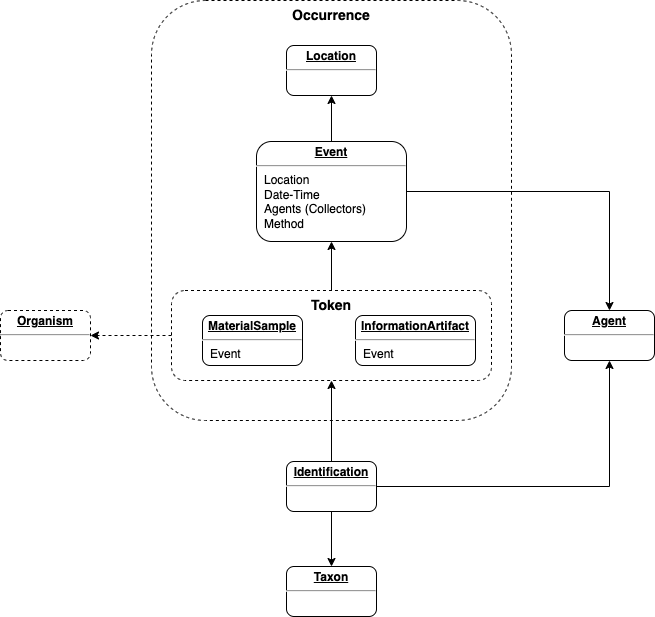 Occurrence
Location
Event
Location
Date-Time
Agents (Collectors)
Method
Token
MaterialSample
Event
InformationArtifact
Event
Organism
Agent
Identification
Taxon